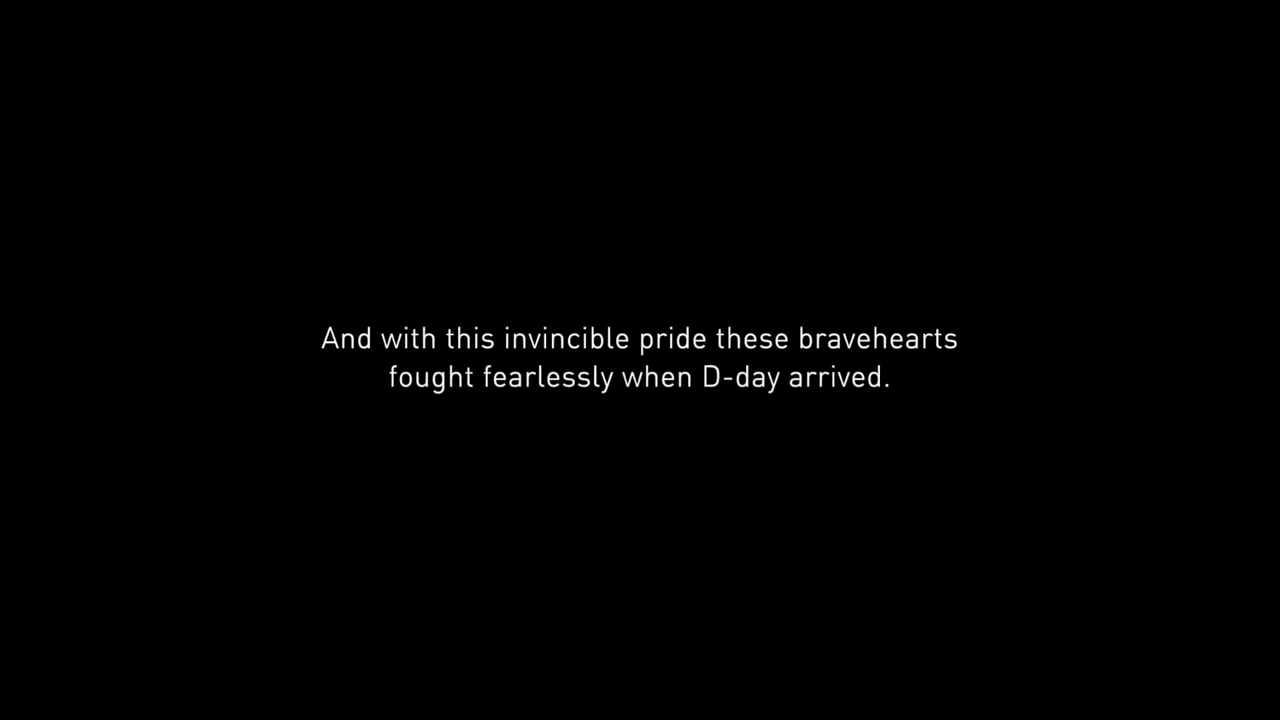 And with this invincible pride these bravehearts
fought fearlessly when D-day arrived.